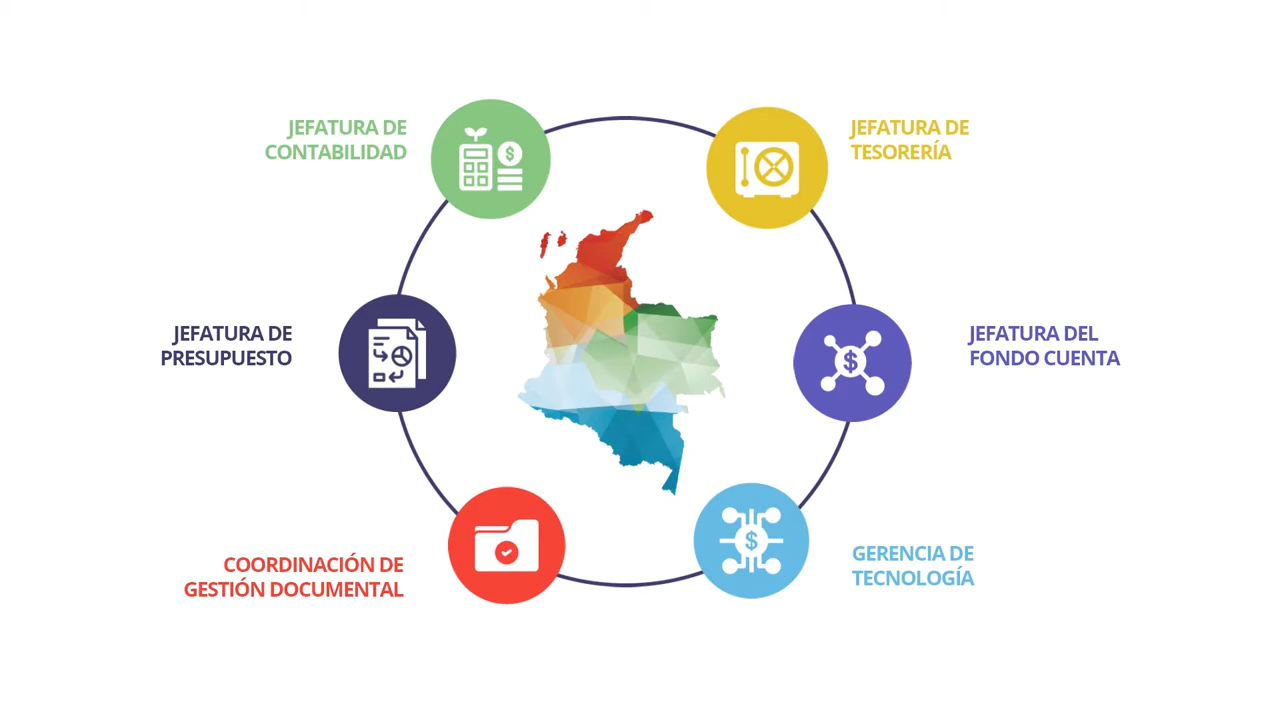 JEFATURA DE
CONTABILIDAD
JEFATURA DE
TESORERÍA
JEFATURA DE
PRESUPUESTO
$
JEFATURA DEL
FONDO CUENTA
$
COORDINACIÓN DE
GESTIÓN DOCUMENTAL
$
GERENCIA DE
TECNOLOGÍA